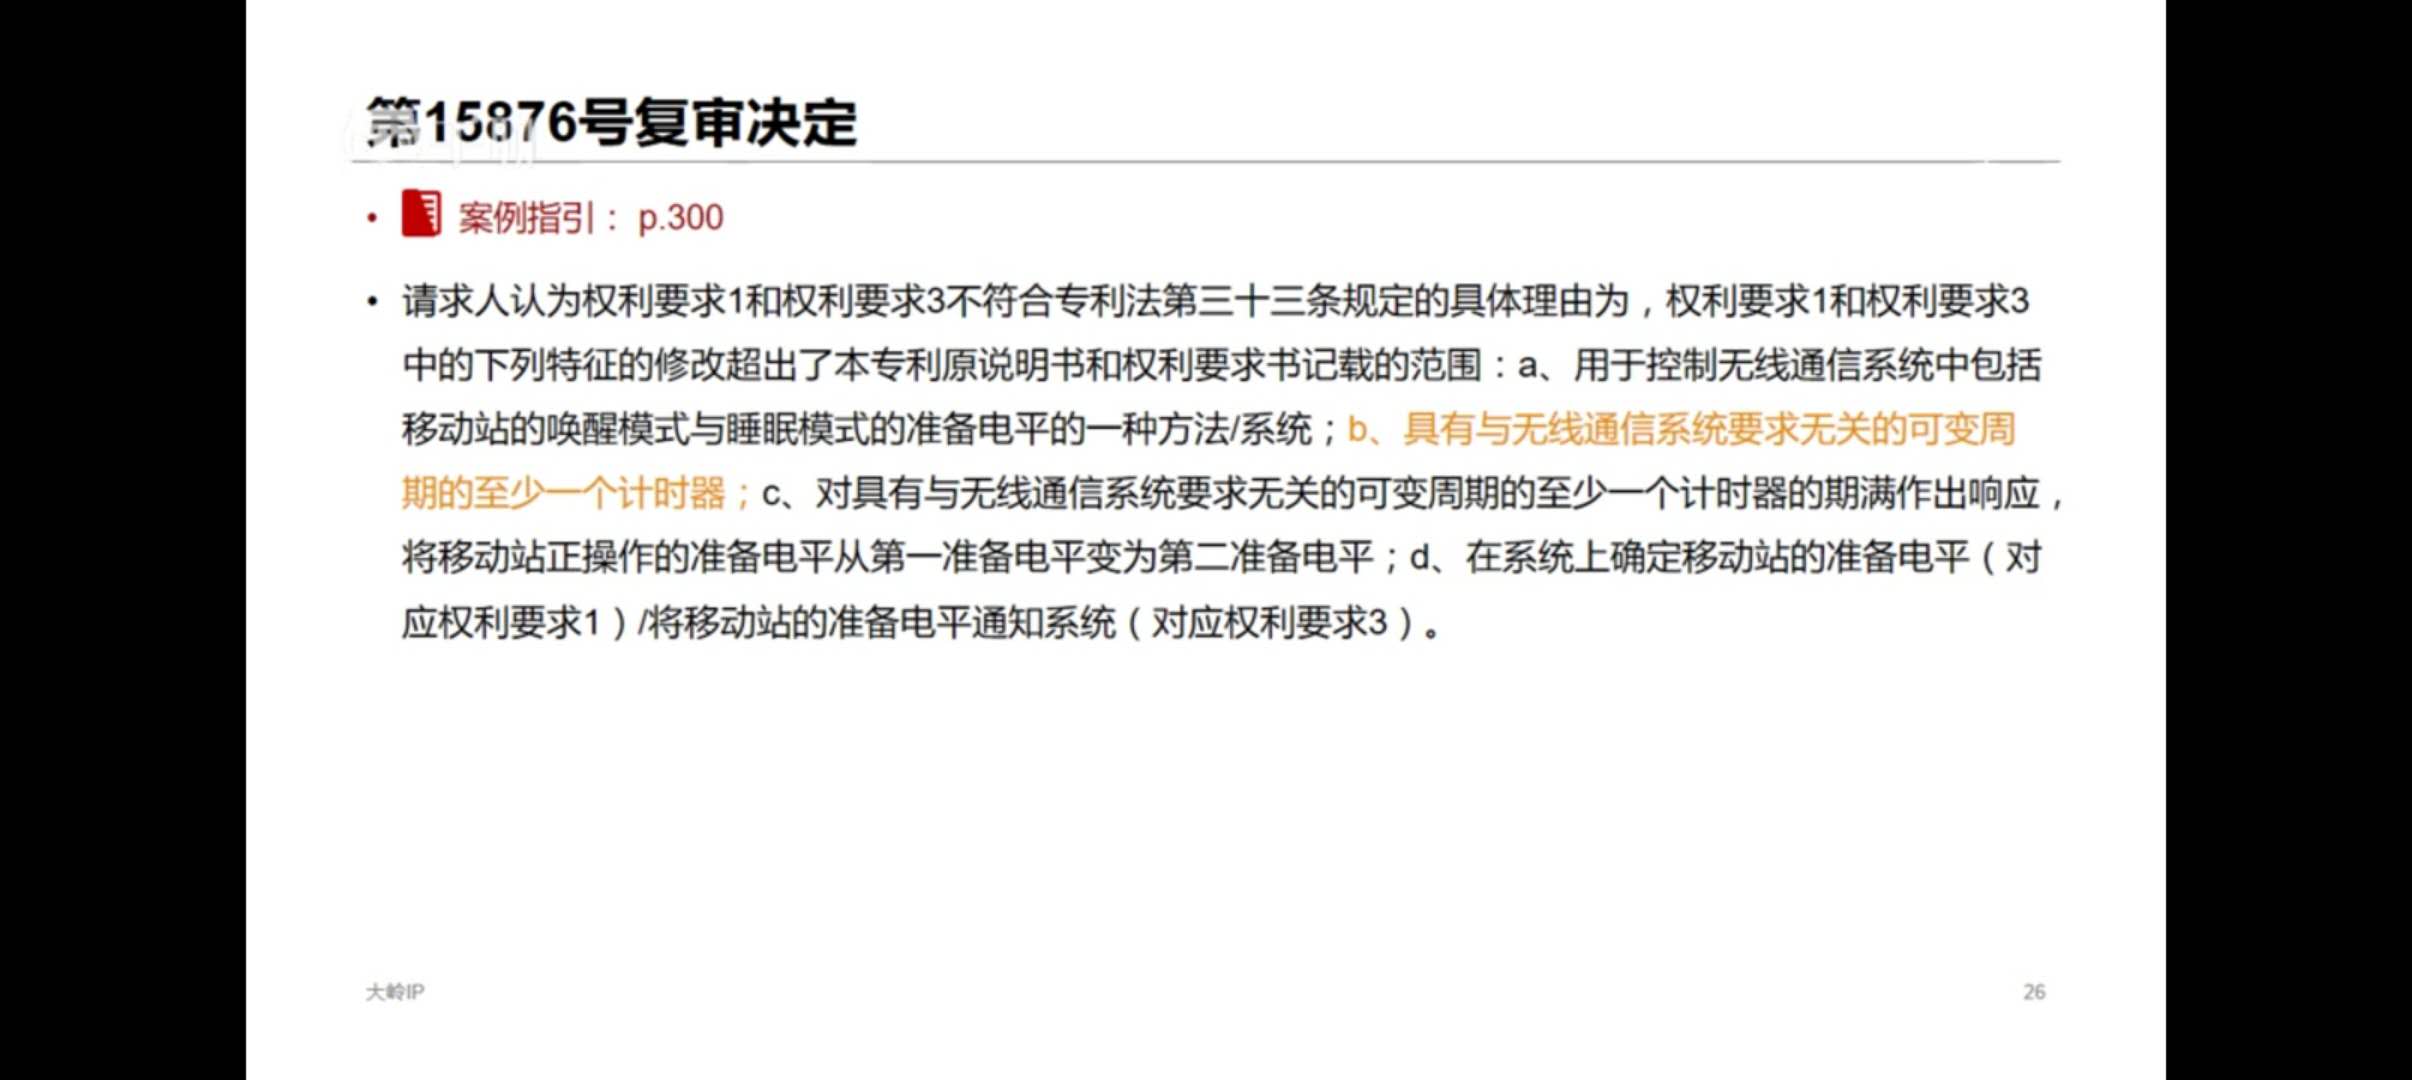 第15876号复审决定
• 案例指引： p.300
• 请求人认为权利要求1和权利要求3不符合专利法第三十三条规定的具体理由为，权利要求1和权利要求3
中的下列特征的修改超出了本专利原说明书和权利要求书记载的范围：a、用于控制无线通信系统中包括
移动站的唤醒模式与睡眠模式的准备电平的一种方法/系统；b、具有与无线通信系统要求无关的可变周
期的至少一个计时器；c、对具有与无线通信系统要求无关的可变周期的至少一个计时器的期满作出响应，
将移动站正操作的准备电平从第一准备电平变为第二准备电平；d、在系统上确定移动站的准备电平（对
应权利要求1）/将移动站的准备电平通知系统（对应权利要求3）。
大岭IP
26